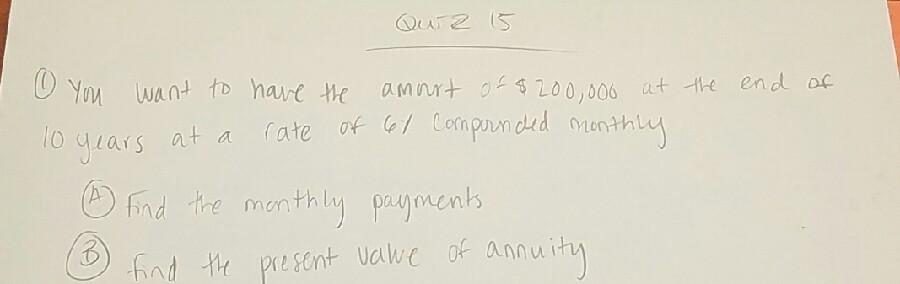 Quiz 15
① You want to have the amount of $200,000 at the end of
10 years at a rate of 6% compounded monthly
Ⓐ find the monthly payments
Ⓑ find the present value of annuity